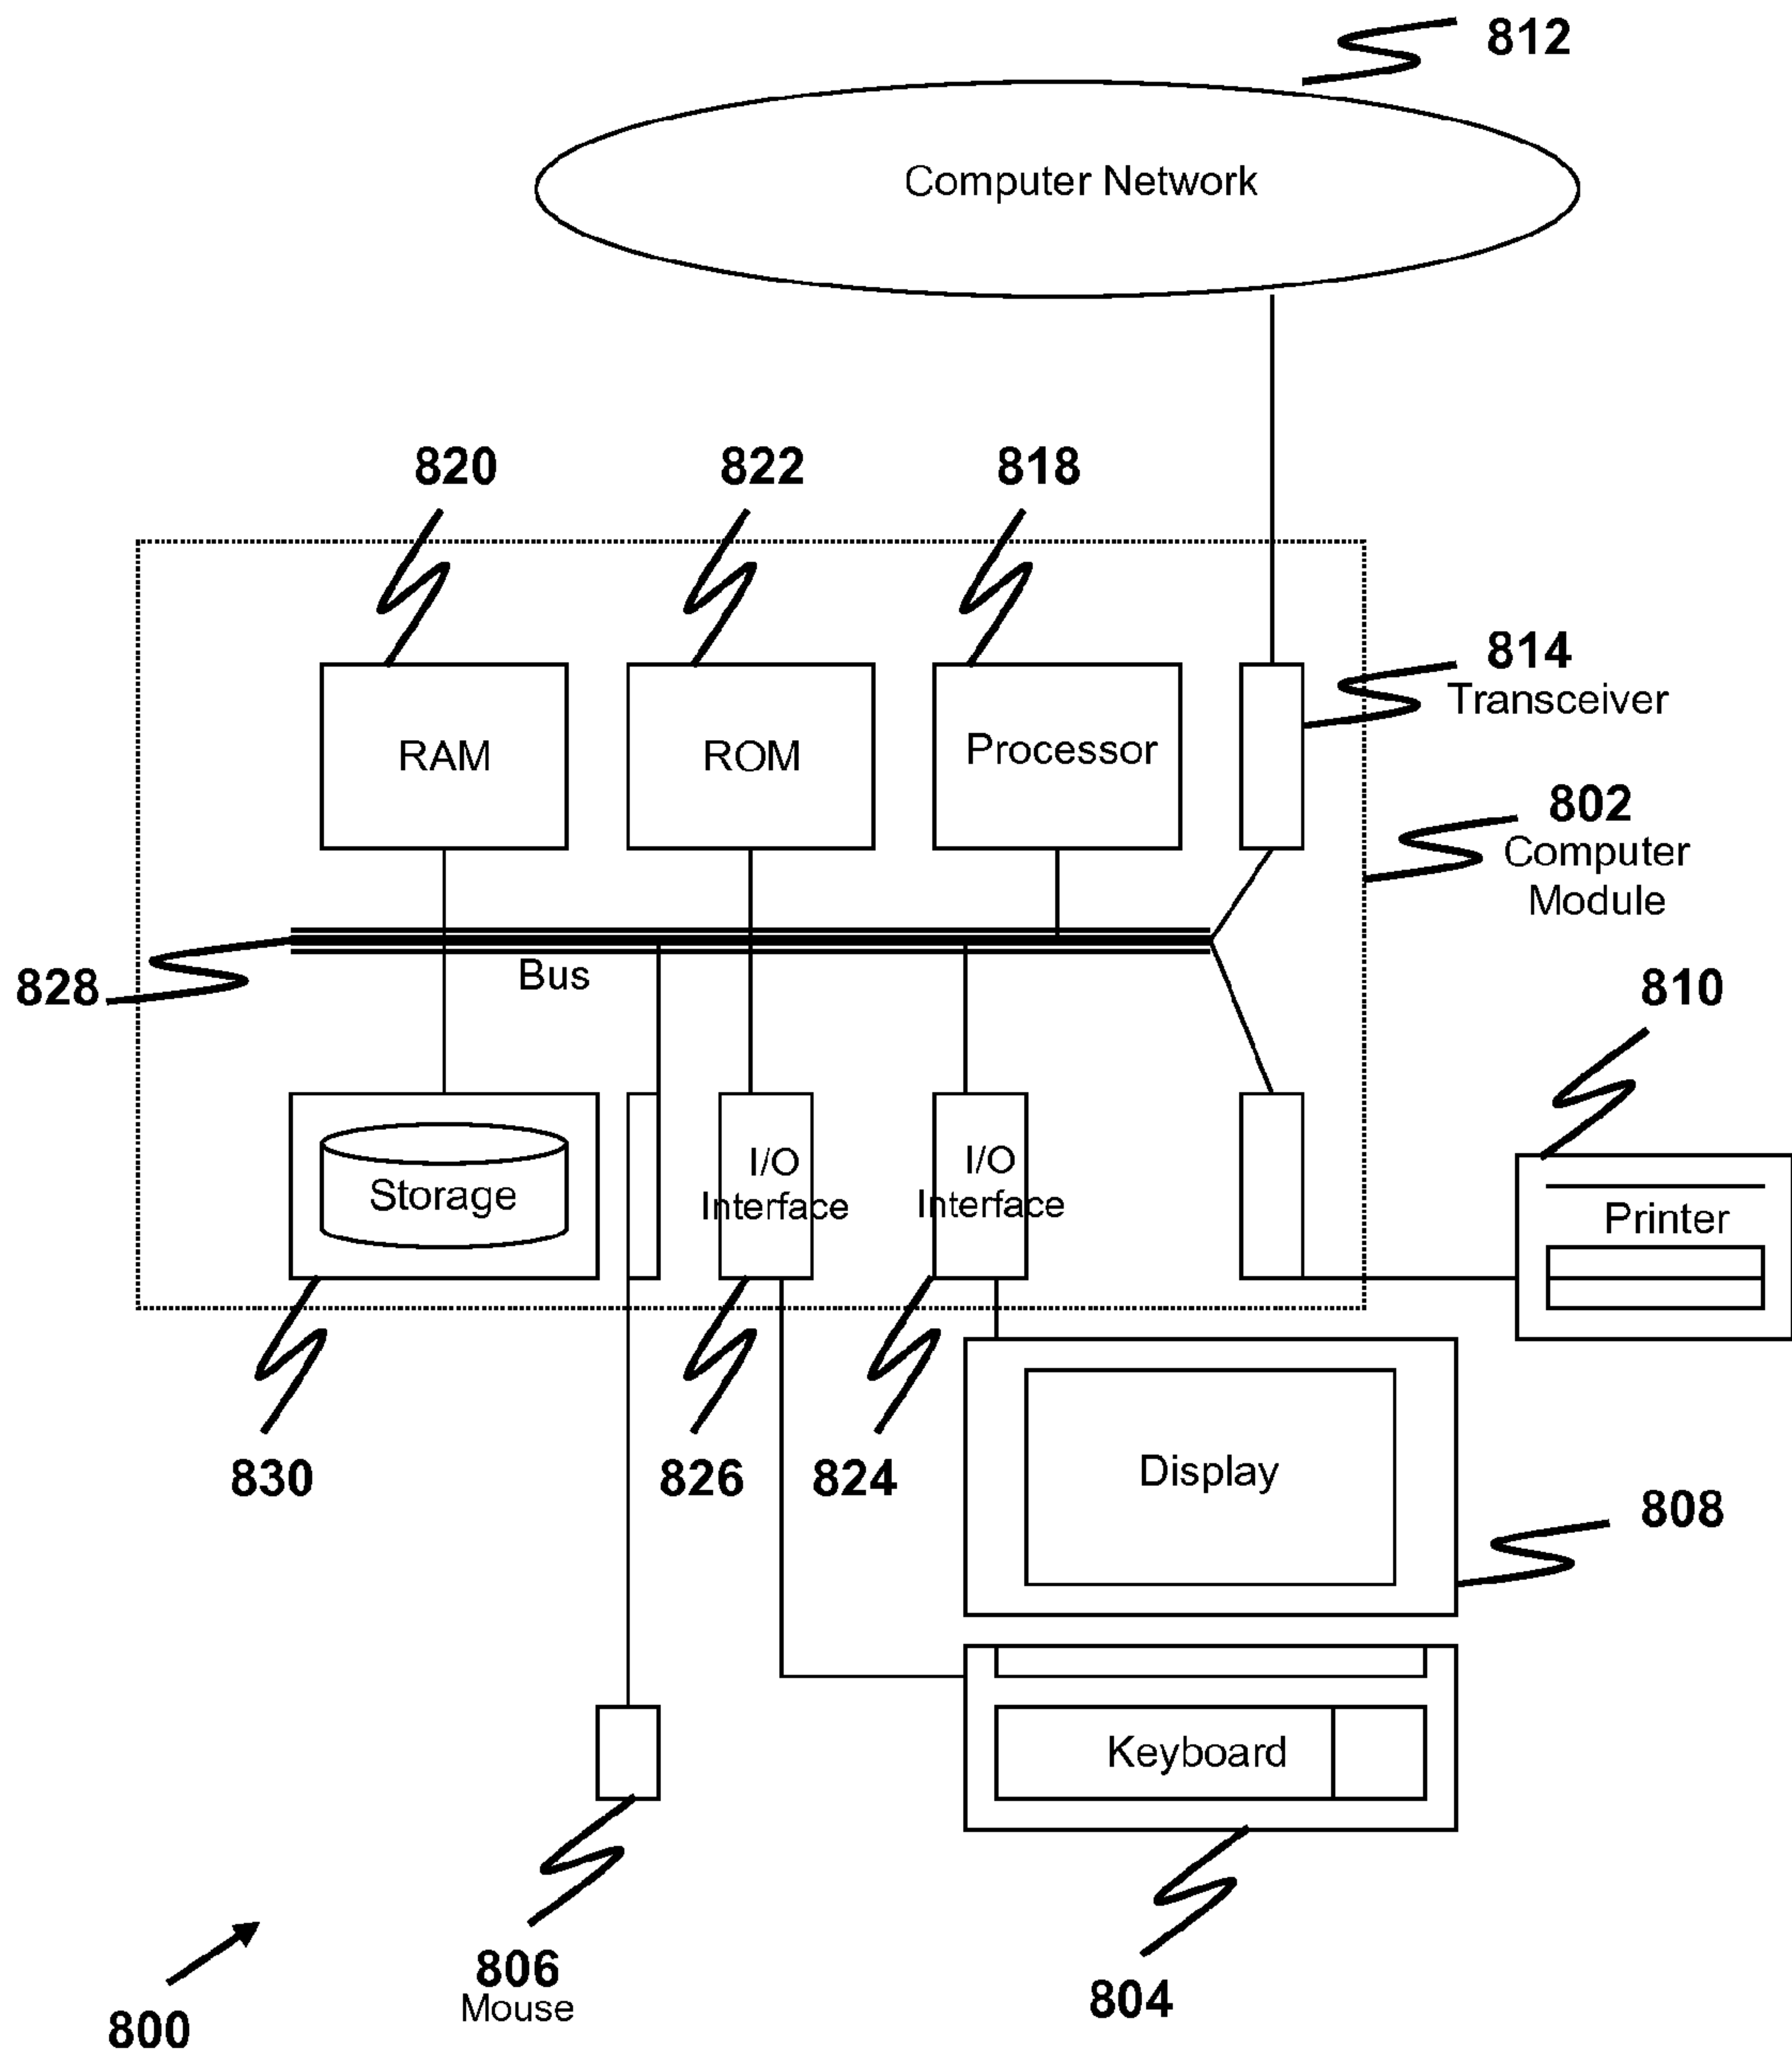 812
Computer Network
820
822
818
814
Transceiver
RAM
ROM
Processor
802
Computer
Module
Bus
828
810
I/O
Interface
I/O
Interface
Storage
Printer
830
826
824
Display
808
Keyboard
806
Mouse
804
800